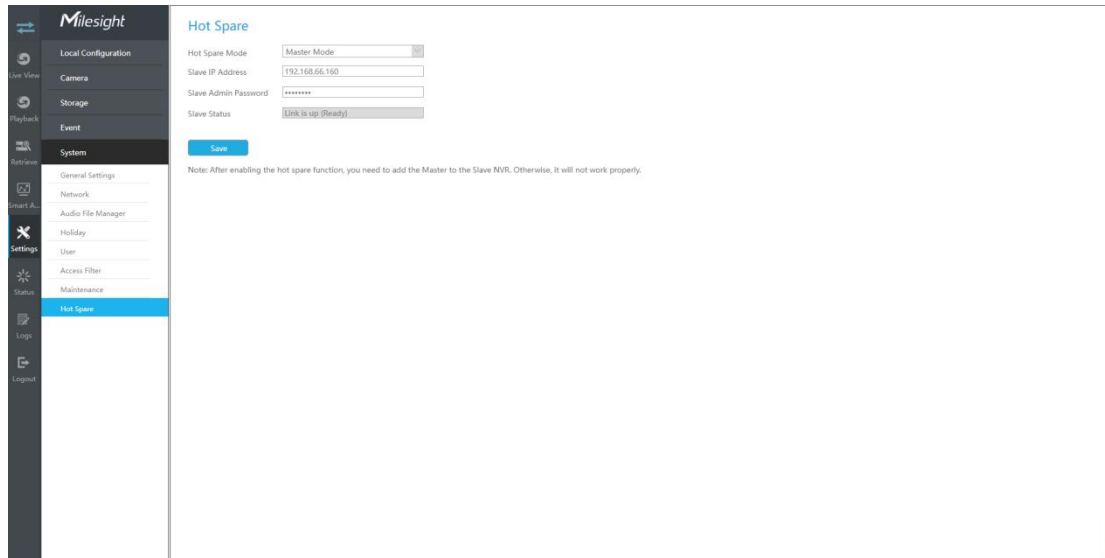 Milesight
Live View
Playback
Retrieve
Smart A...
Settings
Status
Logs
Logout
Local Configuration
Camera
Storage
Event
System
General Settings
Network
Audio File Manager
Holiday
User
Access Filter
Maintenance
Hot Spare
Hot Spare
Hot Spare Mode Master Mode
Slave IP Address 192.168.66.160
Slave Admin Password ••••••••
Slave Status Link is up (Ready)
Save
Note: After enabling the hot spare function, you need to add the Master to the Slave NVR. Otherwise, it will not work properly.